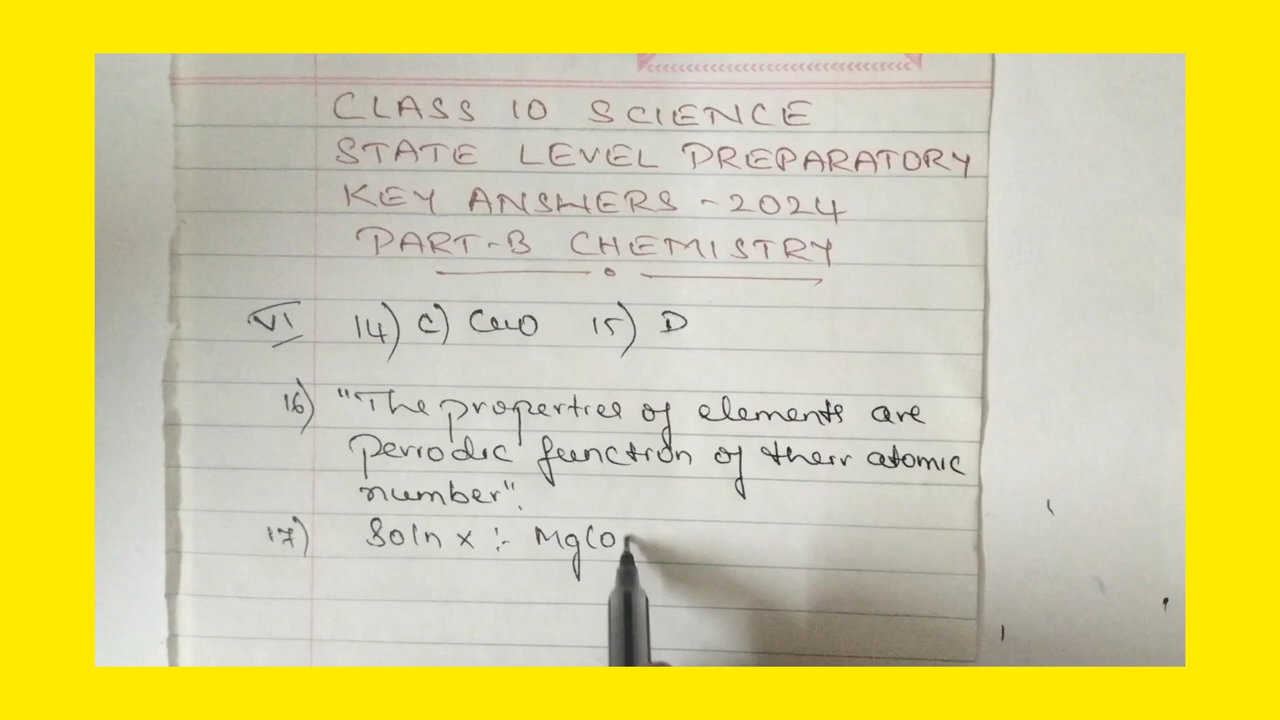 CLASS 10 SCIENCE
STATE LEVEL PREPARATORY
KEY ANSWERS - 2024
PART-B CHEMISTRY
VI 14) C) CuO 15) D
16) "The properties of elements are
periodic function of their atomic
number".
17) Soln x :- MgCO